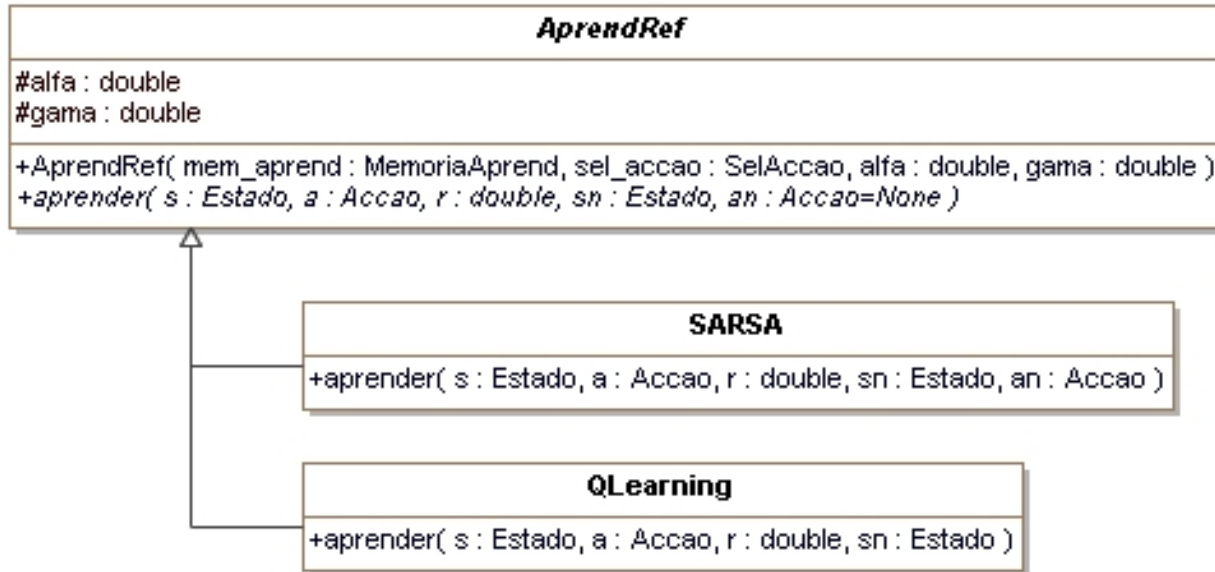 AprendRef
#alfa : double
#gama : double
+AprendRef( mem_aprend : MemoriaAprend, sel_accao : SelAccao, alfa : double, gama : double )
+aprender( s : Estado, a : Accao, r : double, sn : Estado, an : Accao=None )
SARSA
+aprender( s : Estado, a : Accao, r : double, sn : Estado, an : Accao )
QLearning
+aprender( s : Estado, a : Accao, r : double, sn : Estado )